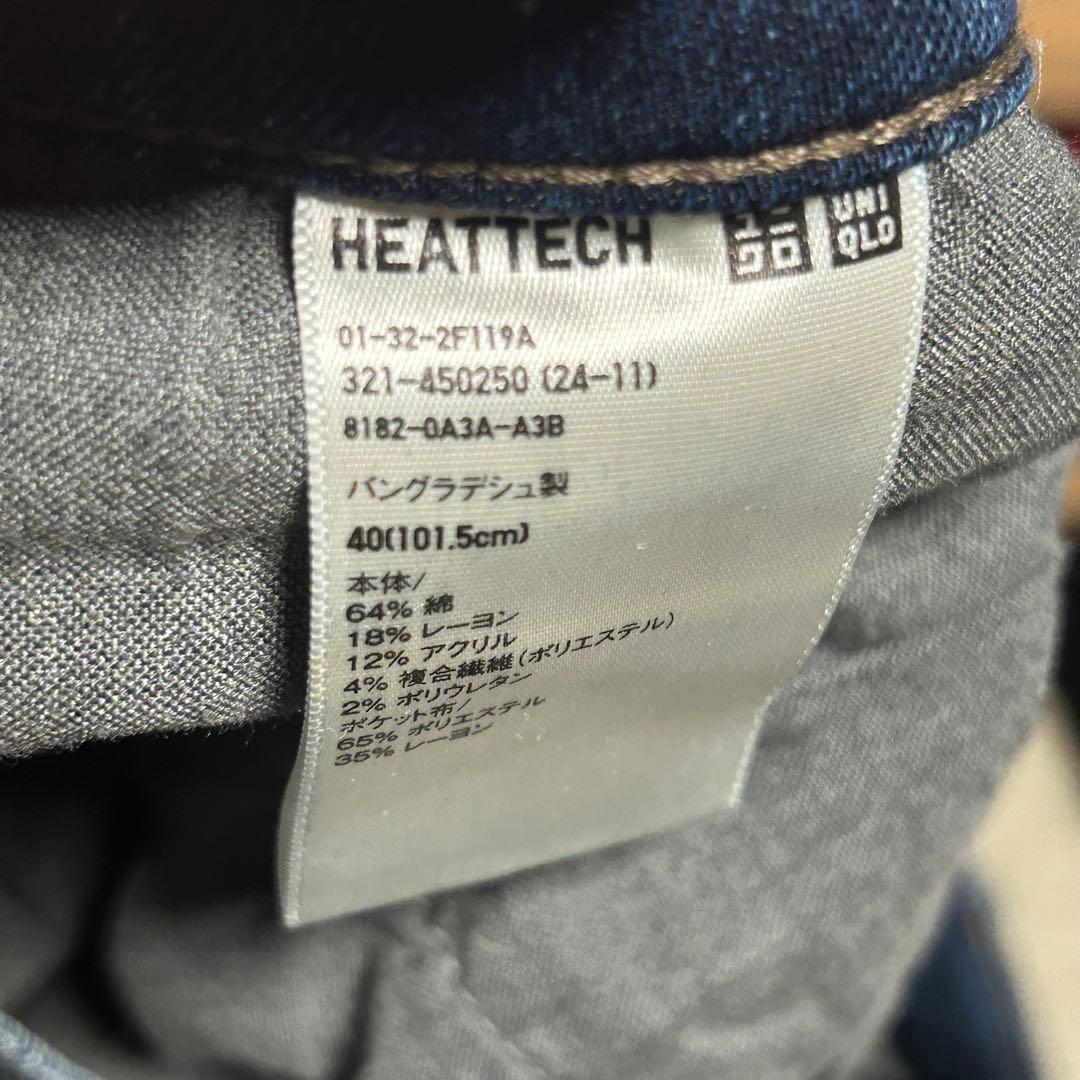 HEATTECH
ユニクロ
UNIQLO
01-32-2F119A
321-450250 (24-11)
8182-0A3A-A3B
バングラデシュ製
40(101.5cm)
本体/
64% 綿
18% レーヨン
12% アクリル
4% 複合繊維(ポリエステル)
2% ポリウレタン
ポケット布/
65% ポリエステル
35% レーヨン